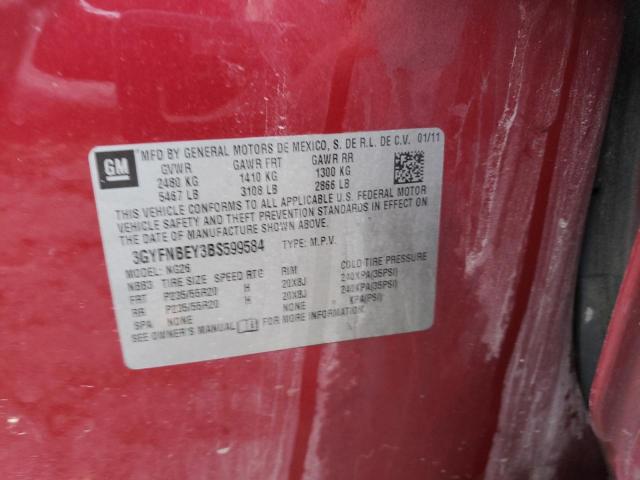 GM
MFD BY GENERAL MOTORS DE MEXICO, S. DE R.L. DE C.V. 01/11
GVWR GAWR FRT GAWR RR
2480 KG 1410 KG 1300 KG
5467 LB 3108 LB 2866 LB
THIS VEHICLE CONFORMS TO ALL APPLICABLE U.S. FEDERAL MOTOR
VEHICLE SAFETY AND THEFT PREVENTION STANDARDS IN EFFECT ON
THE DATE OF MANUFACTURE SHOWN ABOVE.
3GYFNBEY3BS599584 TYPE: M.P.V.
MODEL: NG26
NBB3 TIRE SIZE SPEED RTG RIM COLD TIRE PRESSURE
FRT P235/55R20 H 20X8J 240KPA(35PSI)
RR P235/55R20 H 20X8J 240KPA(35PSI)
SPA NONE NONE KPA(PSI)
SEE OWNER'S MANUAL FOR MORE INFORMATION